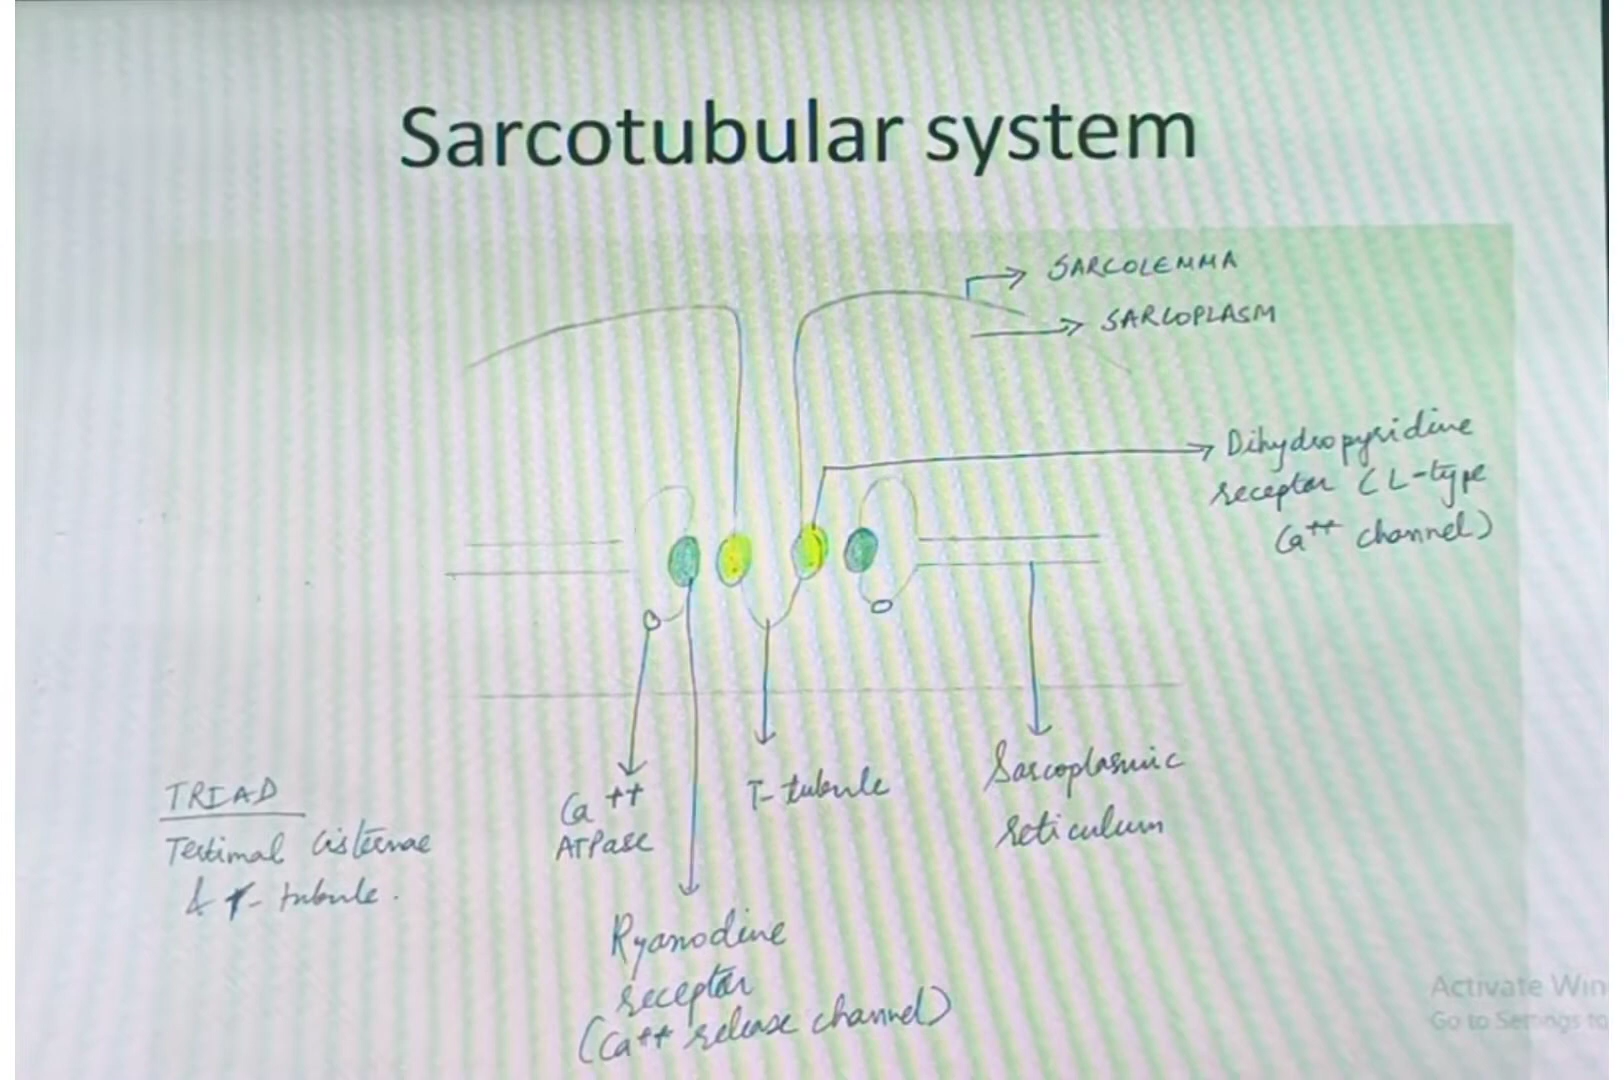 Sarcotubular system
SARCOLEMMA
SARCOPLASM
Dihydropyridine
receptor (L-type
Ca++ channel)
TRIAD
Terminal cisternae
& T- tubule.
Ca ++
ATPase
T- tubule
Sarcoplasmic
reticulum
Ryanodine
receptor
(Ca++ release channel)
Activate Win
Go to Settings to